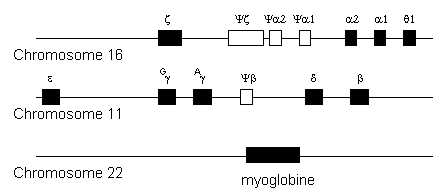 ζ Ψζ Ψα2 Ψα1 α2 α1 θ1
Chromosome 16
ε Gγ Aγ Ψβ δ β
Chromosome 11
Chromosome 22
myoglobine